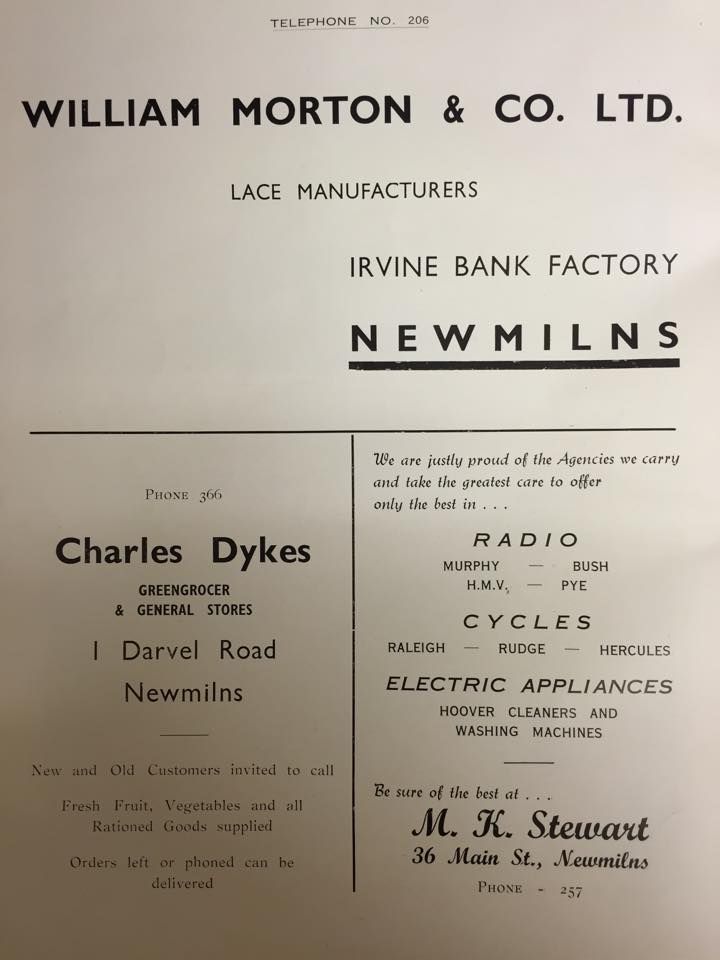 TELEPHONE NO. 206
WILLIAM MORTON & CO. LTD.
LACE MANUFACTURERS
IRVINE BANK FACTORY
NEWMILNS
PHONE 366
Charles Dykes
GREENGROCER
& GENERAL STORES
1 Darvel Road
Newmilns
New and Old Customers invited to call
Fresh Fruit, Vegetables and all
Rationed Goods supplied
Orders left or phoned can be
delivered
We are justly proud of the Agencies we carry
and take the greatest care to offer
only the best in . . .
RADIO
MURPHY — BUSH
H.M.V. — PYE
CYCLES
RALEIGH — RUDGE — HERCULES
ELECTRIC APPLIANCES
HOOVER CLEANERS AND
WASHING MACHINES
Be sure of the best at . . .
M. K. Stewart
36 Main St., Newmilns
PHONE - 257